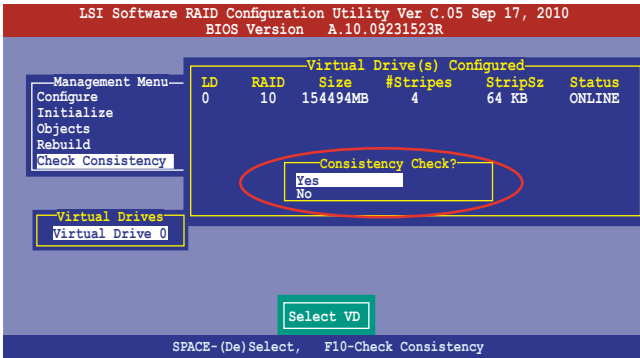 LSI Software RAID Configuration Utility Ver C.05 Sep 17, 2010
BIOS Version A.10.09231523R
Virtual Drive(s) Configured
LD RAID Size #Stripes StripSz Status
0 10 154494MB 4 64 KB ONLINE
Management Menu
Configure
Initialize
Objects
Rebuild
Check Consistency
Consistency Check?
Yes
No
Virtual Drives
Virtual Drive 0
Select VD
SPACE-(De)Select, F10-Check Consistency